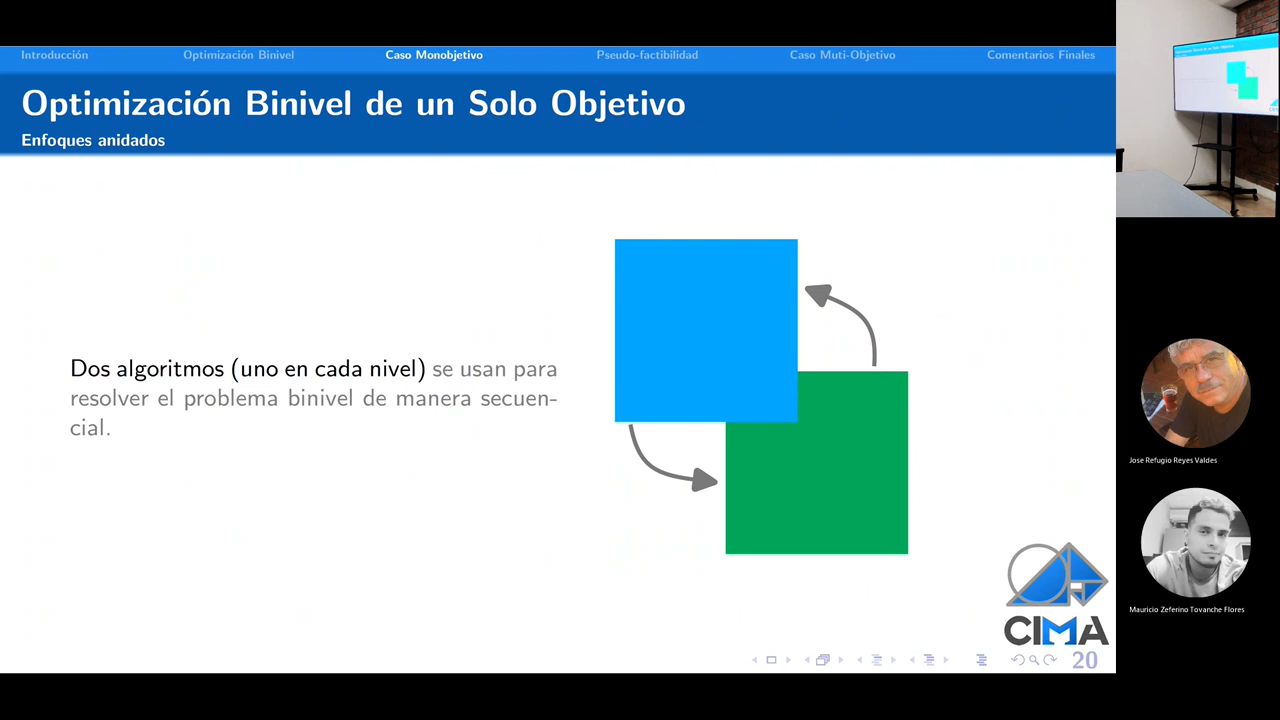 Introducción Optimización Binivel Caso Monobjetivo Pseudo-factibilidad Caso Muti-Objetivo Comentarios Finales
Optimización Binivel de un Solo Objetivo
Enfoques anidados
Dos algoritmos (uno en cada nivel) se usan para
resolver el problema binivel de manera secuen-
cial.
CIMA
20
Jose Refugio Reyes Valdes
Mauricio Zeferino Tovanche Flores